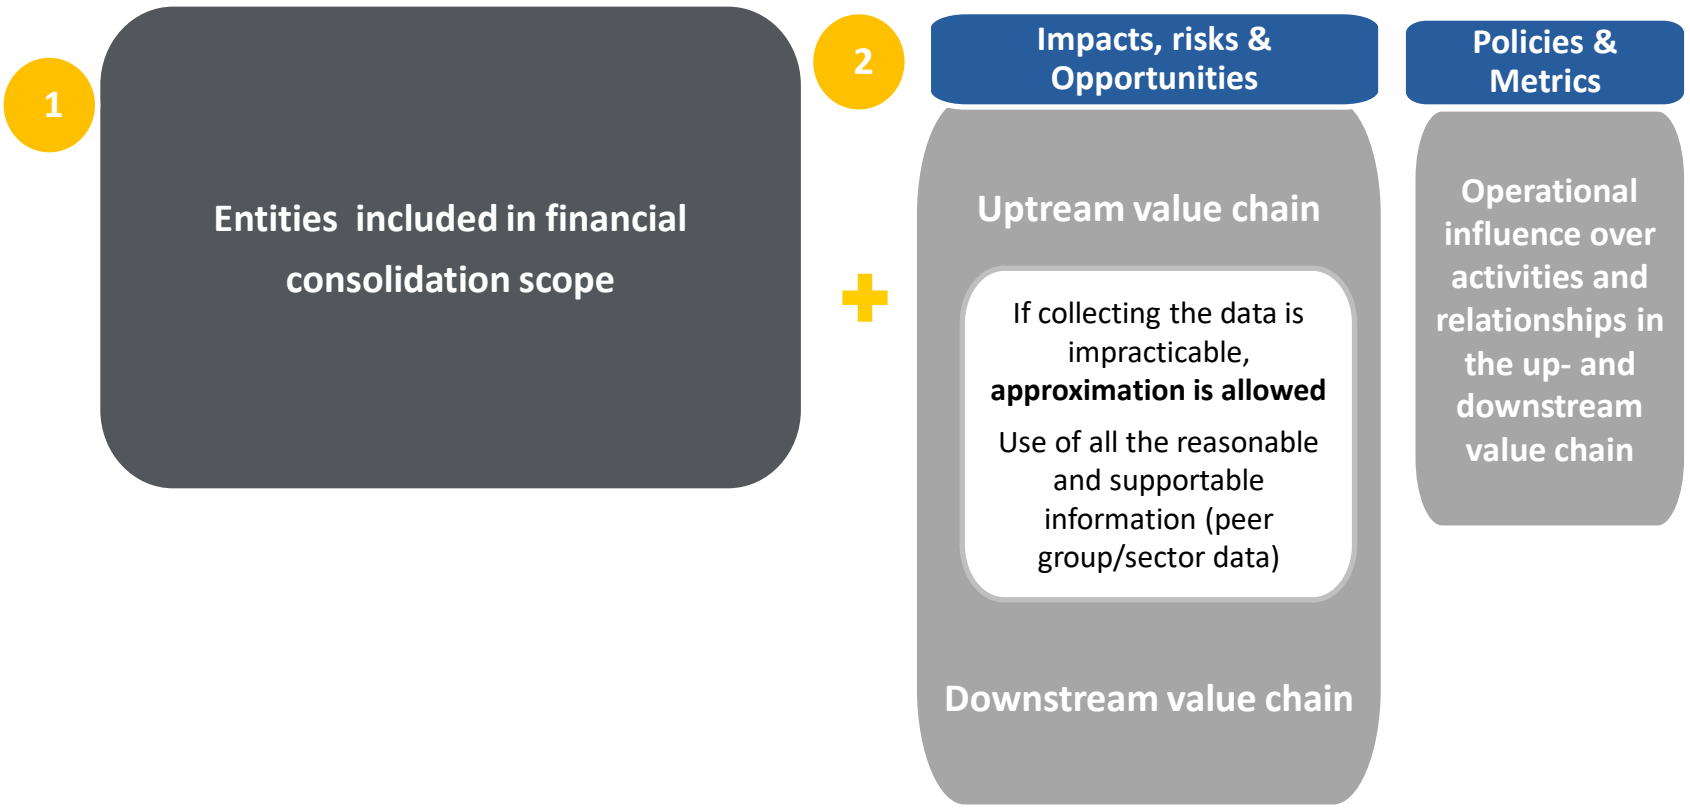 1
Entities included in financial
consolidation scope
2
Impacts, risks &
Opportunities
Uptream value chain
If collecting the data is
impracticable,
approximation is allowed
Use of all the reasonable
and supportable
information (peer
group/sector data)
Downstream value chain
Policies &
Metrics
Operational
influence over
activities and
relationships in
the up- and
downstream
value chain